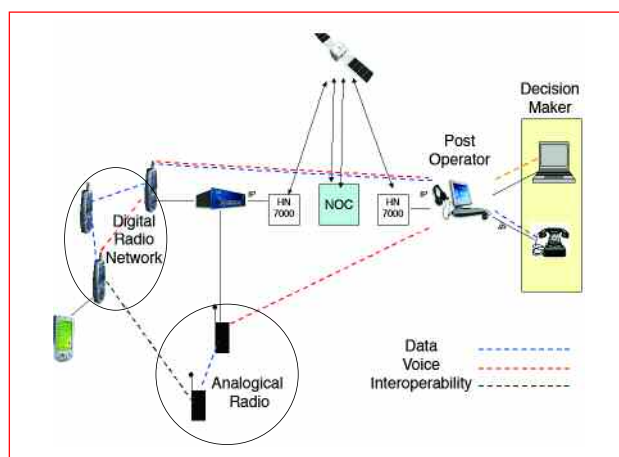 Decision
Maker
Post
Operator
Digital
Radio
Network
IP
HN
7000
NOC
IP
HN
7000
IP
Analogical
Radio
Data
Voice
Interoperability